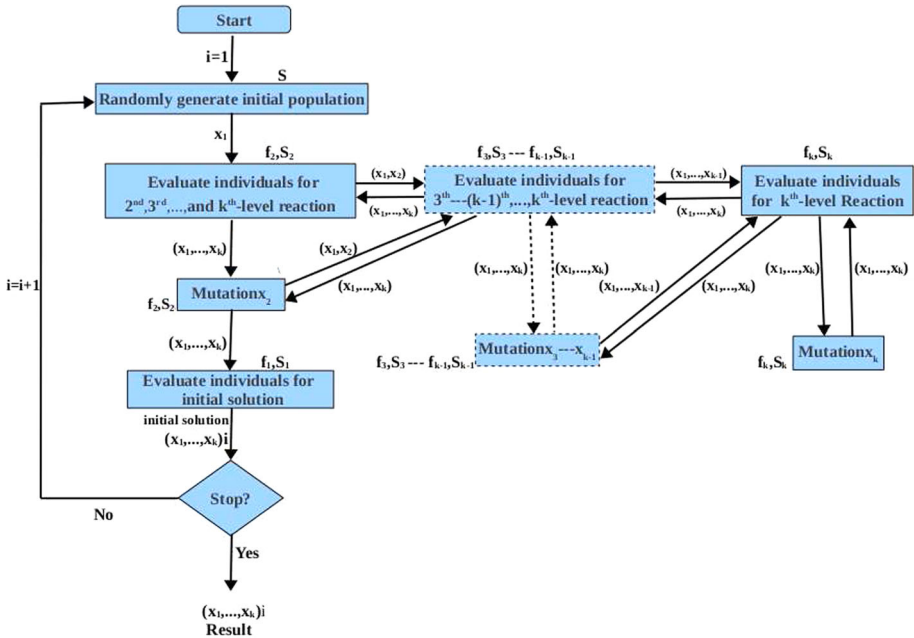 Start
i=1
S
Randomly generate initial population
x₁
f₂,S₂
Evaluate individuals for
2ⁿᵈ,3ʳᵈ,...,and kᵗʰ-level reaction
(x₁,x₂)
(x₁,...,xₖ)
f₃,S₃ --- fₖ₋₁,Sₖ₋₁
Evaluate individuals for
3ᵗʰ---(k-1)ᵗʰ,...,kᵗʰ-level reaction
(x₁,...,xₖ₋₁)
(x₁,...,xₖ)
fₖ,Sₖ
Evaluate individuals
for kᵗʰ-level Reaction
(x₁,...,xₖ)
(x₁,x₂)
(x₁,...,xₖ)
(x₁,...,xₖ)
(x₁,...,xₖ)
(x₁,...,xₖ₋₁)
(x₁,...,xₖ)
(x₁,...,xₖ)
(x₁,...,xₖ)
i=i+1
f₂,S₂
Mutationx₂
(x₁,...,xₖ)
f₃,S₃ --- fₖ₋₁,Sₖ₋₁
Mutationx₃---xₖ₋₁
fₖ,Sₖ
Mutationxₖ
f₁,S₁
Evaluate individuals for
initial solution
initial solution
(x₁,...,xₖ)i
Stop?
No
Yes
(x₁,...,xₖ)i
Result